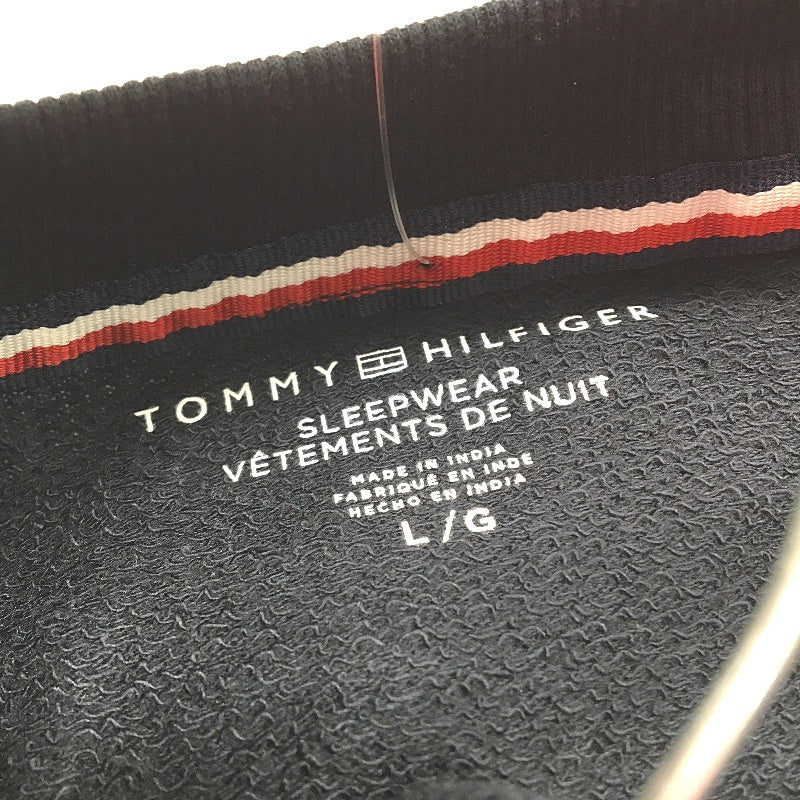 TOMMY HILFIGER
SLEEPWEAR
VÊTEMENTS DE NUIT
MADE IN INDIA
FABRIQUÉ EN INDE
HECHO EN INDIA
L/G